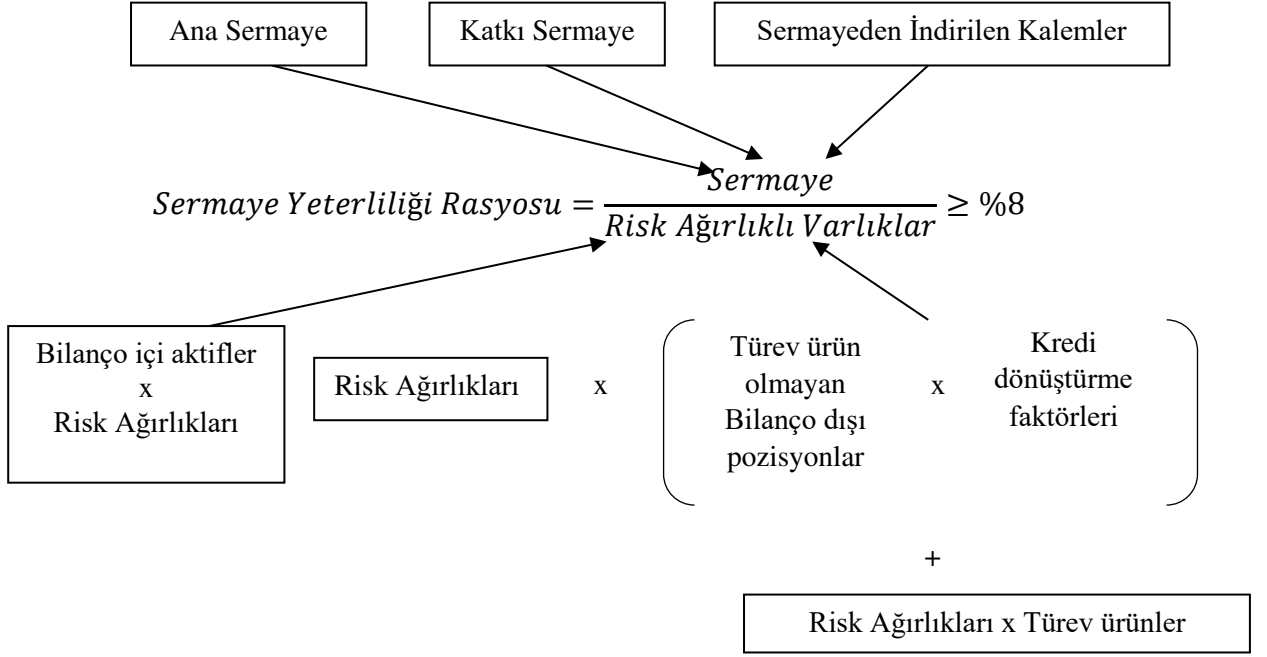 Ana Sermaye
Katkı Sermaye
Sermayeden İndirilen Kalemler
Sermaye Yeterliliği Rasyosu = Sermaye / Risk Ağırlıklı Varlıklar ≥ %8
Bilanço içi aktifler
x
Risk Ağırlıkları
Risk Ağırlıkları
x
Türev ürün
olmayan
Bilanço dışı
pozisyonlar
x
Kredi
dönüştürme
faktörleri
+
Risk Ağırlıkları x Türev ürünler